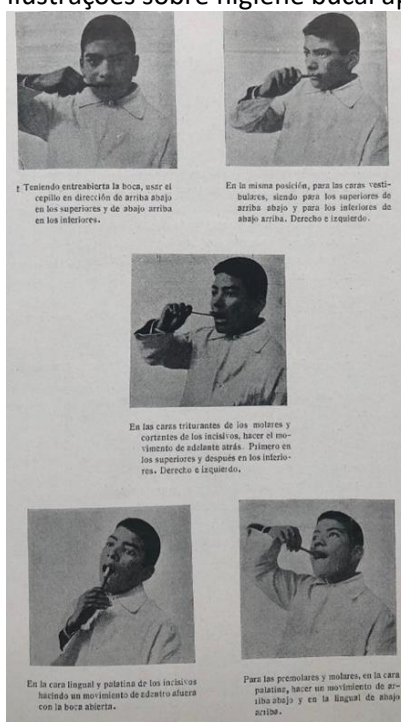 Ilustrações sobre higiene bucal ap
Teniendo entreabierta la boca, usar el
cepillo en dirección de arriba abajo
en los superiores y de abajo arriba
en los inferiores.
En la misma posición, para las caras vesti-
bulares, siendo para los superiores de
arriba abajo y para los inferiores de
abajo arriba. Derecho e izquierdo.
En las caras triturantes de los molares y
cortantes de los incisivos, hacer el mo-
vimento de adelante atrás. Primero en
los superiores y después en los inferio-
res. Derecho e izquierdo.
En la cara lingual y palatina de los incisivos
hacindo un movimiento de adentro afuera
con la boca abierta.
Para las premolares y molares, en la cara
palatina, hacer un movimiento de ar-
riba abajo y en la lingual de abajo
arriba.